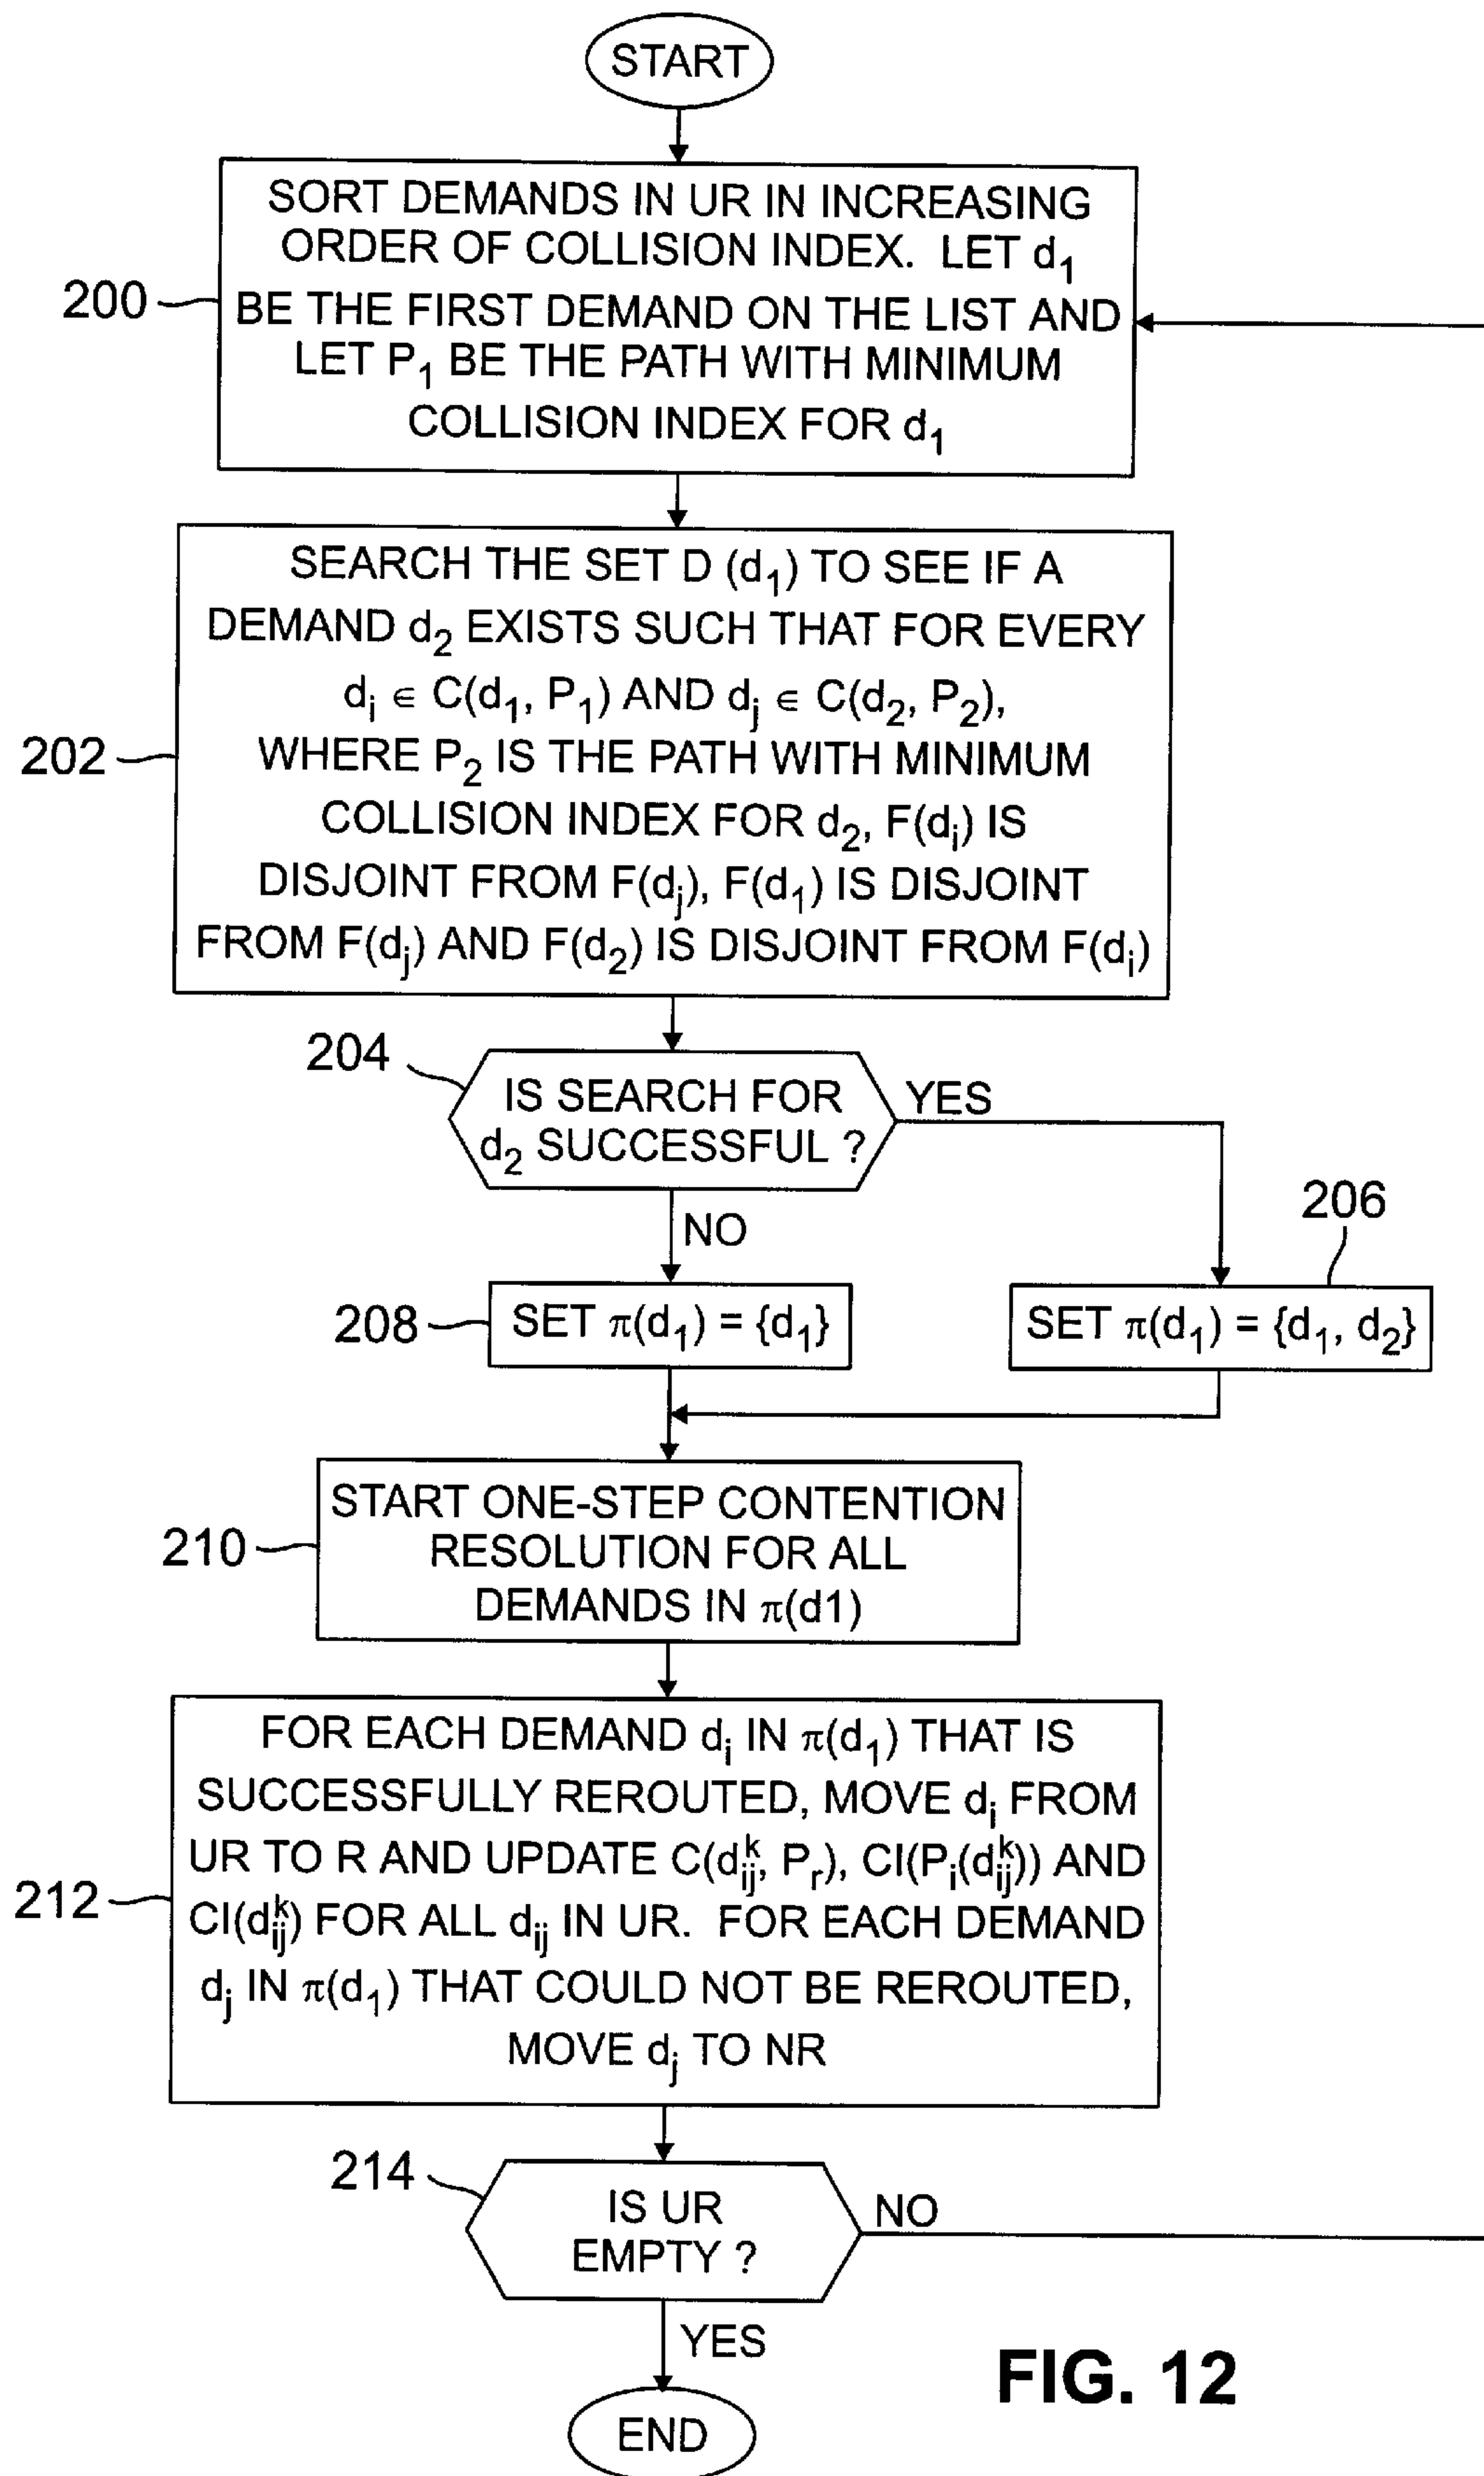 START
SORT DEMANDS IN UR IN INCREASING
ORDER OF COLLISION INDEX. LET d₁
200
BE THE FIRST DEMAND ON THE LIST AND
LET P₁ BE THE PATH WITH MINIMUM
COLLISION INDEX FOR d₁
SEARCH THE SET D (d₁) TO SEE IF A
DEMAND d₂ EXISTS SUCH THAT FOR EVERY
dᵢ ∈ C(d₁, P₁) AND dⱼ ∈ C(d₂, P₂),
202
WHERE P₂ IS THE PATH WITH MINIMUM
COLLISION INDEX FOR d₂, F(dᵢ) IS
DISJOINT FROM F(dⱼ), F(d₁) IS DISJOINT
FROM F(dⱼ) AND F(d₂) IS DISJOINT FROM F(dᵢ)
204
IS SEARCH FOR
d₂ SUCCESSFUL ?
YES
NO
206
208
SET π(d₁) = {d₁}
SET π(d₁) = {d₁, d₂}
210
START ONE-STEP CONTENTION
RESOLUTION FOR ALL
DEMANDS IN π(d1)
FOR EACH DEMAND dᵢ IN π(d₁) THAT IS
SUCCESSFULLY REROUTED, MOVE dᵢ FROM
UR TO R AND UPDATE C(dᵢⱼᵏ, Pᵣ), CI(Pᵢ(dᵢⱼᵏ)) AND
212
CI(dᵢⱼᵏ) FOR ALL dᵢⱼ IN UR. FOR EACH DEMAND
dⱼ IN π(d₁) THAT COULD NOT BE REROUTED,
MOVE dⱼ TO NR
214
IS UR
EMPTY ?
NO
YES
END
FIG. 12